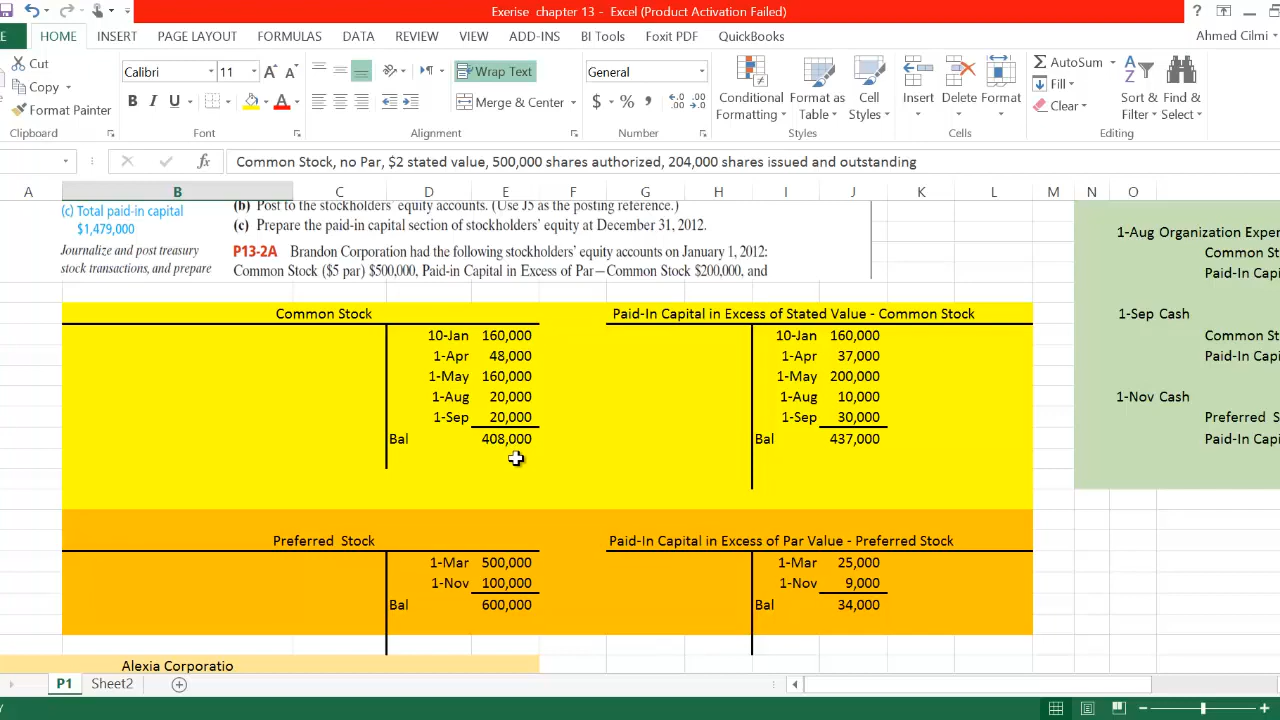 Exerise chapter 13 - Excel (Product Activation Failed)
?
E HOME INSERT PAGE LAYOUT FORMULAS DATA REVIEW VIEW ADD-INS BI Tools Foxit PDF QuickBooks Ahmed Cilmi
Cut
Copy
Format Painter
Clipboard
Calibri 11
B I U
Font
Wrap Text
Merge & Center
Alignment
General
$ % ,
Number
Conditional Formatting
Format as Table
Cell Styles
Styles
Insert Delete Format
Cells
AutoSum
Fill
Clear
Sort & Filter
Find & Select
Editing
fx Common Stock, no Par, $2 stated value, 500,000 shares authorized, 204,000 shares issued and outstanding
A B C D E F G H I J K L M N O
(c) Total paid-in capital
$1,479,000
Journalize and post treasury
stock transactions, and prepare
(b) Post to the stockholders' equity accounts. (Use J5 as the posting reference.)
(c) Prepare the paid-in capital section of stockholders' equity at December 31, 2012.
P13-2A Brandon Corporation had the following stockholders' equity accounts on January 1, 2012:
Common Stock ($5 par) $500,000, Paid-in Capital in Excess of Par—Common Stock $200,000, and
Common Stock
10-Jan 160,000
1-Apr 48,000
1-May 160,000
1-Aug 20,000
1-Sep 20,000
Bal 408,000
Paid-In Capital in Excess of Stated Value - Common Stock
10-Jan 160,000
1-Apr 37,000
1-May 200,000
1-Aug 10,000
1-Sep 30,000
Bal 437,000
Preferred Stock
1-Mar 500,000
1-Nov 100,000
Bal 600,000
Paid-In Capital in Excess of Par Value - Preferred Stock
1-Mar 25,000
1-Nov 9,000
Bal 34,000
1-Aug Organization Exper
Common Sto
Paid-In Capi
1-Sep Cash
Common Sto
Paid-In Capi
1-Nov Cash
Preferred S
Paid-In Capi
Alexia Corporatio
P1 Sheet2